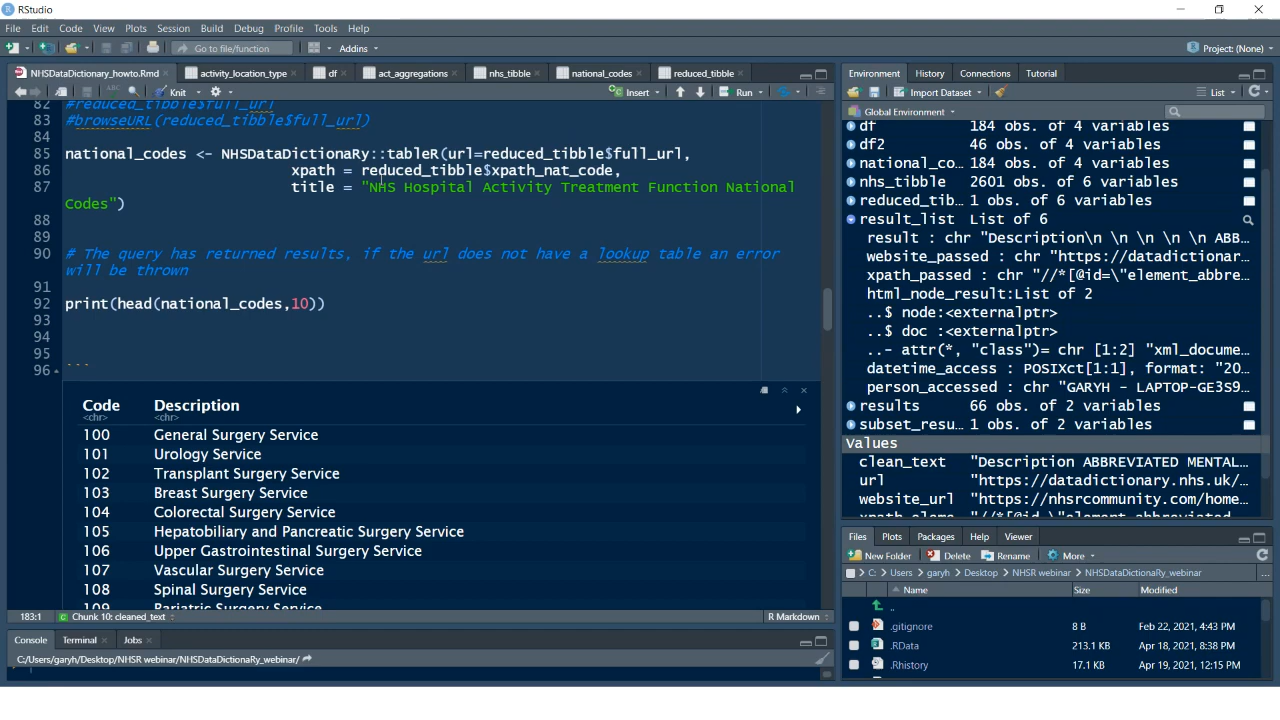 RStudio
File Edit Code View Plots Session Build Debug Profile Tools Help
Go to file/function Addins Project: (None)
NHSDataDictionary_howto.Rmd activity_location_type df act_aggregations nhs_tibble national_codes reduced_tibble
ABC Knit Insert Run
82 #reduced_tibble$full_url
83 #browseURL(reduced_tibble$full_url)
84
85 national_codes <- NHSDataDictionaRy::tableR(url=reduced_tibble$full_url,
86 xpath = reduced_tibble$xpath_nat_code,
87 title = "NHS Hospital Activity Treatment Function National
Codes")
88
89
90 # The query has returned results, if the url does not have a lookup table an error
will be thrown
91
92 print(head(national_codes,10))
93
94
95 ```
96
Code Description
<chr> <chr>
100 General Surgery Service
101 Urology Service
102 Transplant Surgery Service
103 Breast Surgery Service
104 Colorectal Surgery Service
105 Hepatobiliary and Pancreatic Surgery Service
106 Upper Gastrointestinal Surgery Service
107 Vascular Surgery Service
108 Spinal Surgery Service
109 Bariatric Surgery Service
183:1 Chunk 10: cleaned_text R Markdown
Console Terminal Jobs
C:/Users/garyh/Desktop/NHSR webinar/NHSDataDictionaRy_webinar/
Environment History Connections Tutorial
Import Dataset List
Global Environment
df 184 obs. of 4 variables
df2 46 obs. of 4 variables
national_co… 184 obs. of 4 variables
nhs_tibble 2601 obs. of 6 variables
reduced_tib… 1 obs. of 6 variables
result_list List of 6
result : chr "Description\n \n \n \n \n ABB…
website_passed : chr "https://datadictionar…
xpath_passed : chr "//*[@id=\"element_abbre…
html_node_result:List of 2
..$ node:<externalptr>
..$ doc :<externalptr>
..- attr(*, "class")= chr [1:2] "xml_docume…
datetime_access : POSIXct[1:1], format: "20…
person_accessed : chr "GARYH - LAPTOP-GE3S9…
results 66 obs. of 2 variables
subset_resu… 1 obs. of 2 variables
Values
clean_text "Description ABBREVIATED MENTAL…
url "https://datadictionary.nhs.uk/…
website_url "https://nhsrcommunity.com/home…
Files Plots Packages Help Viewer
New Folder Delete Rename More
C: > Users > garyh > Desktop > NHSR webinar > NHSDataDictionaRy_webinar
Name Size Modified
..
.gitignore 8 B Feb 22, 2021, 4:43 PM
.RData 213.1 KB Apr 18, 2021, 8:38 PM
.Rhistory 17.1 KB Apr 19, 2021, 12:15 PM